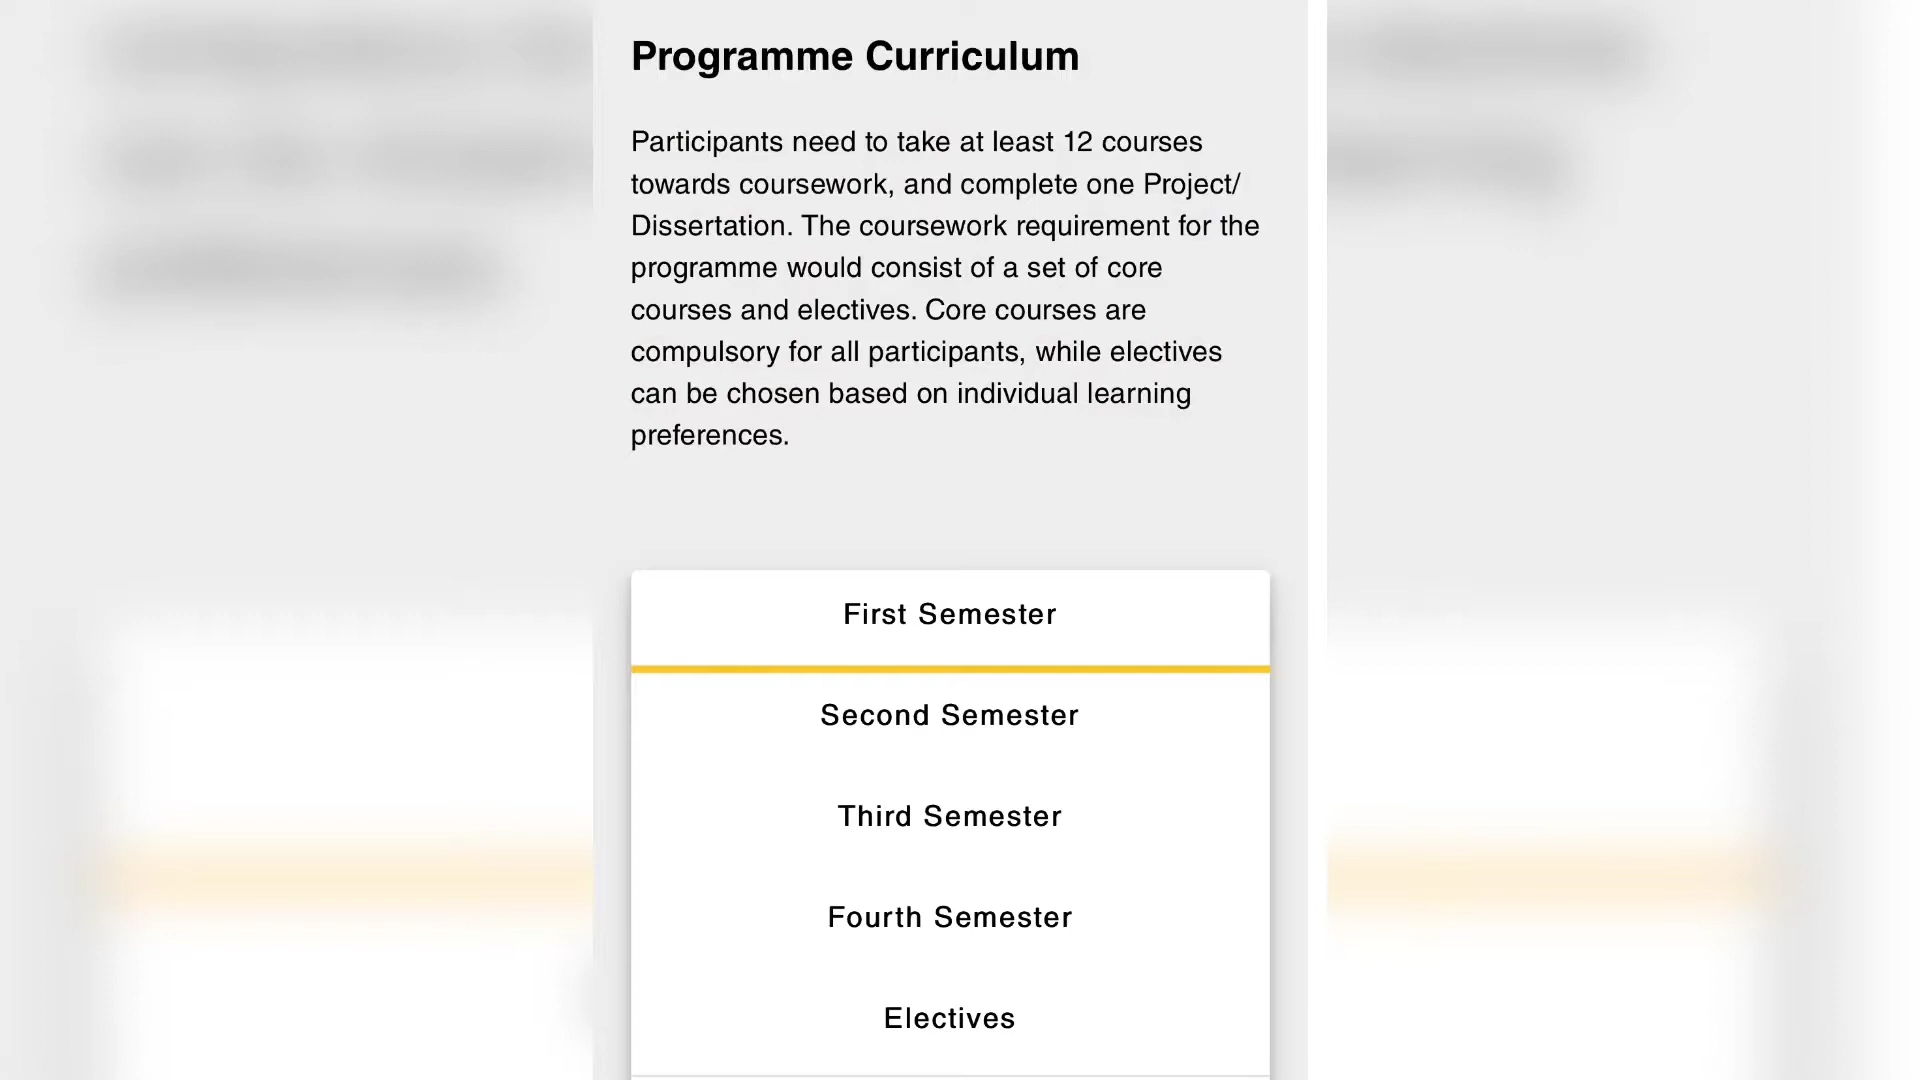 Programme Curriculum
Participants need to take at least 12 courses
towards coursework, and complete one Project/
Dissertation. The coursework requirement for the
programme would consist of a set of core
courses and electives. Core courses are
compulsory for all participants, while electives
can be chosen based on individual learning
preferences.
First Semester
Second Semester
Third Semester
Fourth Semester
Electives